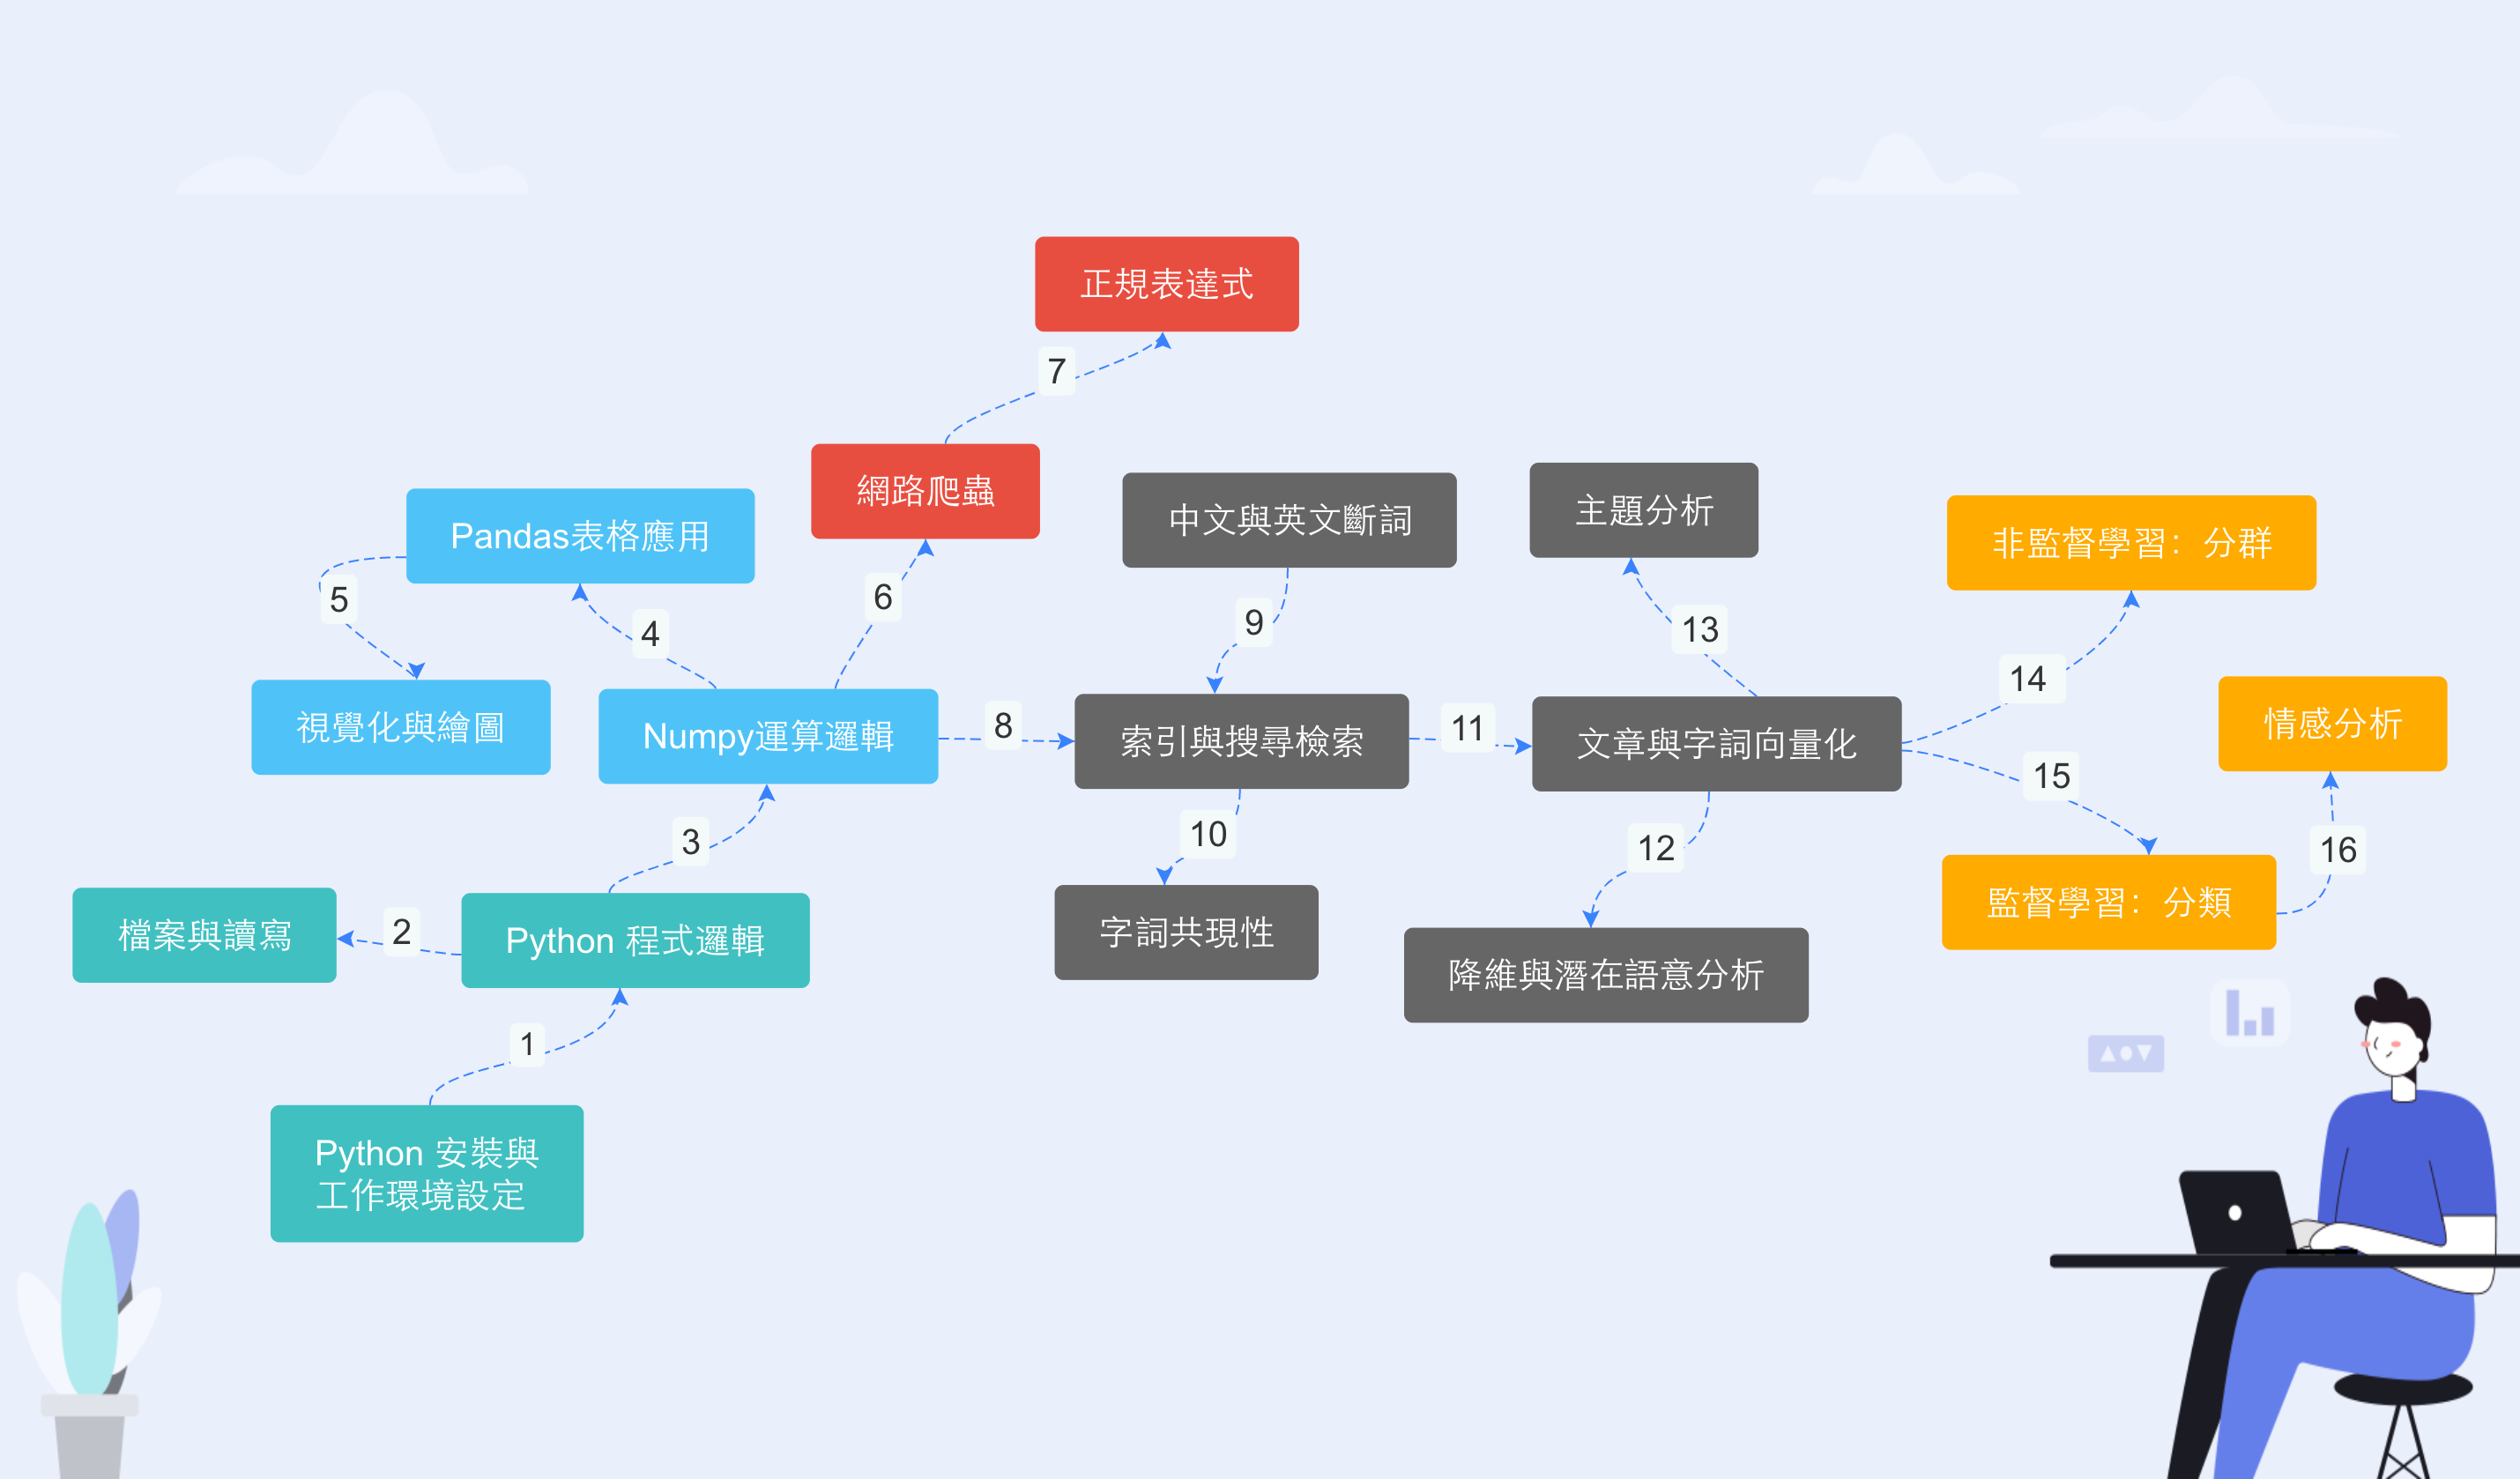 正規表達式
7
網路爬蟲
中文與英文斷詞
主題分析
Pandas表格應用
非監督學習：分群
5
4
6
9
13
14
視覺化與繪圖
Numpy運算邏輯
8
索引與搜尋檢索
11
文章與字詞向量化
情感分析
15
3
10
12
16
檔案與讀寫
2
Python 程式邏輯
字詞共現性
監督學習：分類
降維與潛在語意分析
1
Python 安裝與
工作環境設定